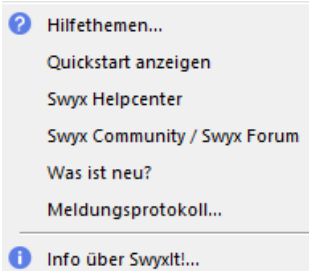 Hilfethemen...
Quickstart anzeigen
Swyx Helpcenter
Swyx Community / Swyx Forum
Was ist neu?
Meldungsprotokoll...
Info über SwyxIt!...